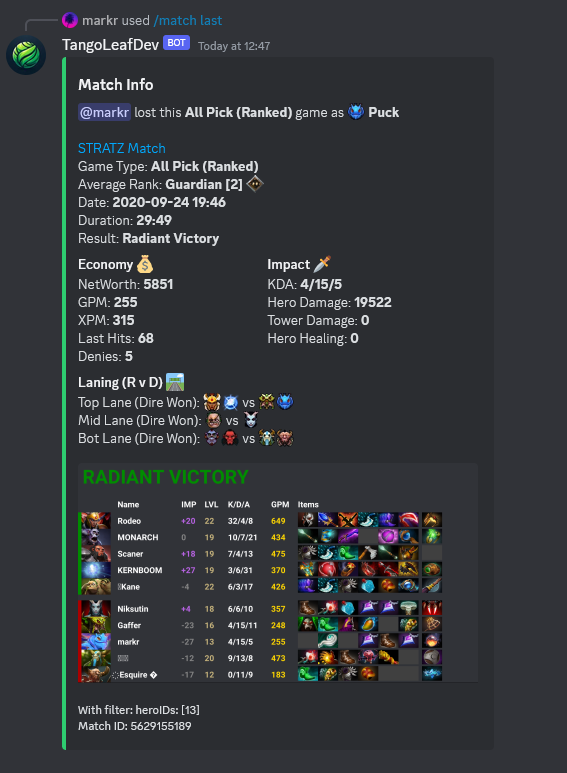 markr used /match last
TangoLeafDev BOT Today at 12:47
Match Info
@markr lost this All Pick (Ranked) game as Puck
STRATZ Match
Game Type: All Pick (Ranked)
Average Rank: Guardian [2]
Date: 2020-09-24 19:46
Duration: 29:49
Result: Radiant Victory
Economy
NetWorth: 5851
GPM: 255
XPM: 315
Last Hits: 68
Denies: 5
Impact
KDA: 4/15/5
Hero Damage: 19522
Tower Damage: 0
Hero Healing: 0
Laning (R v D)
Top Lane (Dire Won): vs
Mid Lane (Dire Won): vs
Bot Lane (Dire Won): vs
RADIANT VICTORY
Name IMP LVL K/D/A GPM Items
Rodeo +20 22 32/4/8 649
MONARCH 0 19 10/7/21 434
Scaner +18 19 7/4/13 475
KERNBOOM +27 19 3/6/31 370
Kane -4 22 6/3/17 426
Niksutin +4 18 6/6/10 357
Gaffer -23 16 4/15/11 248
markr -27 13 4/15/5 255
-12 20 9/13/8 473
Esquire � -17 12 0/11/9 183
With filter: heroIDs: [13]
Match ID: 5629155189